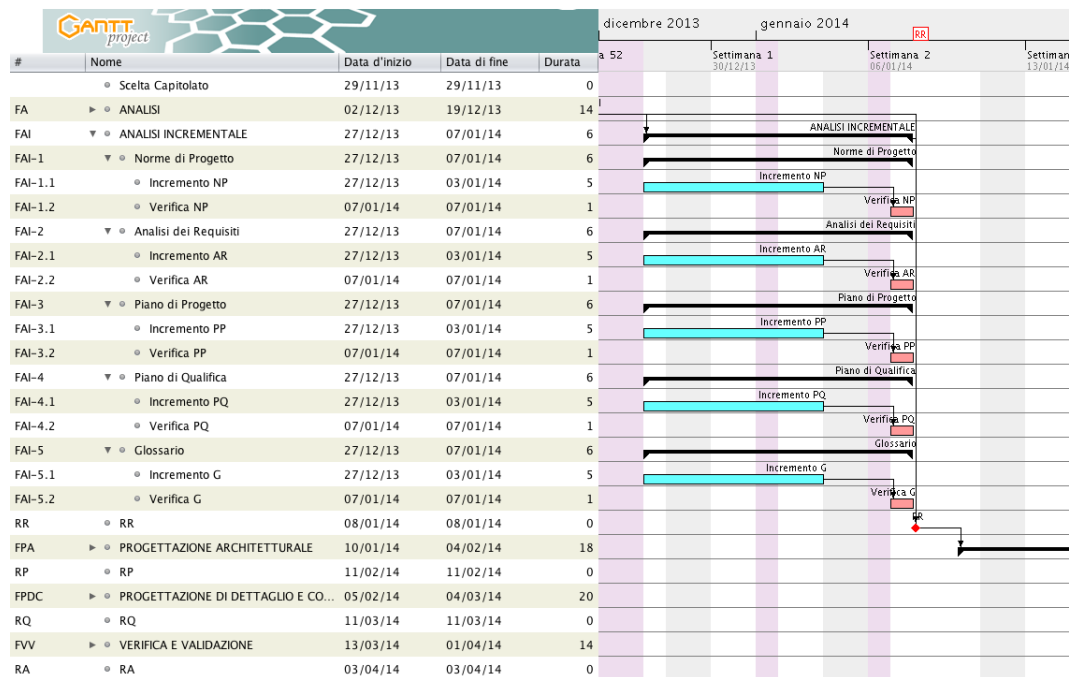 GANTT
project
dicembre 2013 gennaio 2014
RR
# Nome Data d'inizio Data di fine Durata
a 52 Settimana 1 Settimana 2 Settiman
30/12/13 06/01/14 13/01/14
Scelta Capitolato 29/11/13 29/11/13 0
FA ANALISI 02/12/13 19/12/13 14
FAI ANALISI INCREMENTALE 27/12/13 07/01/14 6 ANALISI INCREMENTALE
FAI-1 Norme di Progetto 27/12/13 07/01/14 6 Norme di Progetto
FAI-1.1 Incremento NP 27/12/13 03/01/14 5 Incremento NP
FAI-1.2 Verifica NP 07/01/14 07/01/14 1 Verifica NP
FAI-2 Analisi dei Requisiti 27/12/13 07/01/14 6 Analisi dei Requisiti
FAI-2.1 Incremento AR 27/12/13 03/01/14 5 Incremento AR
FAI-2.2 Verifica AR 07/01/14 07/01/14 1 Verifica AR
FAI-3 Piano di Progetto 27/12/13 07/01/14 6 Piano di Progetto
FAI-3.1 Incremento PP 27/12/13 03/01/14 5 Incremento PP
FAI-3.2 Verifica PP 07/01/14 07/01/14 1 Verifica PP
FAI-4 Piano di Qualifica 27/12/13 07/01/14 6 Piano di Qualifica
FAI-4.1 Incremento PQ 27/12/13 03/01/14 5 Incremento PQ
FAI-4.2 Verifica PQ 07/01/14 07/01/14 1 Verifica PQ
FAI-5 Glossario 27/12/13 07/01/14 6 Glossario
FAI-5.1 Incremento G 27/12/13 03/01/14 5 Incremento G
FAI-5.2 Verifica G 07/01/14 07/01/14 1 Verifica G
RR RR 08/01/14 08/01/14 0 RR
FPA PROGETTAZIONE ARCHITETTURALE 10/01/14 04/02/14 18
RP RP 11/02/14 11/02/14 0
FPDC PROGETTAZIONE DI DETTAGLIO E CO... 05/02/14 04/03/14 20
RQ RQ 11/03/14 11/03/14 0
FVV VERIFICA E VALIDAZIONE 13/03/14 01/04/14 14
RA RA 03/04/14 03/04/14 0